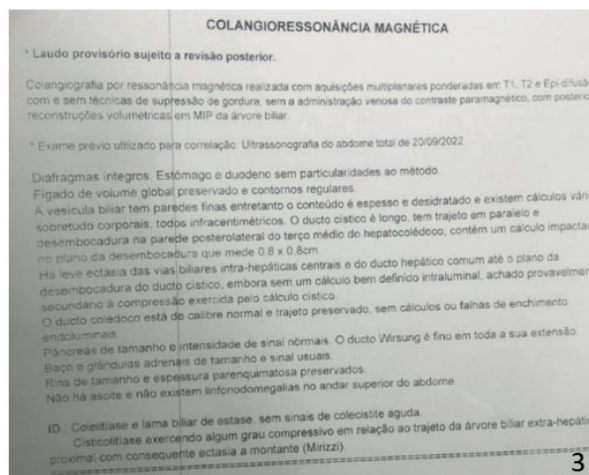 COLANGIORESSONÂNCIA MAGNÉTICA
* Laudo provisório sujeito a revisão posterior.
Colangiografia por ressonância magnética realizada com aquisições multiplanares ponderadas em T1, T2 e Epi-difusã
com e sem técnicas de supressão de gordura, sem a administração venosa do contraste paramagnético, com posterio
reconstruções volumétricas em MIP da árvore biliar.
* Exame prévio utilizado para correlação: Ultrassonografia do abdome total de 20/09/2022
Diafragmas íntegros. Estômago e duodeno sem particularidades ao método.
Fígado de volume global preservado e contornos regulares.
A vesícula biliar tem paredes finas entretanto o conteúdo é espesso e desidratado e existem cálculos vári
sobretudo corporais, todos infracentimétricos. O ducto cístico é longo, tem trajeto em paralelo e
desembocadura na parede posterolateral do terço médio do hepatocolédoco; contém um cálculo impacta
no plano da desembocadura que mede 0,8 x 0,8cm.
Há leve ectasia das vias biliares intra-hepáticas centrais e do ducto hepático comum até o plano da
desembocadura do ducto cístico, embora sem um cálculo bem definido intraluminal, achado provavelmen
secundário à compressão exercida pelo cálculo cístico.
O ducto colédoco está de calibre normal e trajeto preservado, sem cálculos ou falhas de enchimento
endoluminais.
Pâncreas de tamanho e intensidade de sinal normais. O ducto Wirsung é fino em toda a sua extensão.
Baço e glândulas adrenais de tamanho e sinal usuais.
Rins de tamanho e espessura parenquimatosa preservados.
Não há ascite e não existem linfonodomegalias no andar superior do abdome.
ID.: Colelitíase e lama biliar de estase, sem sinais de colecistite aguda.
Cisticolitíase exercendo algum grau compressivo em relação ao trajeto da árvore biliar extra-hepátic
proximal com consequente ectasia a montante (Mirizzi).
3